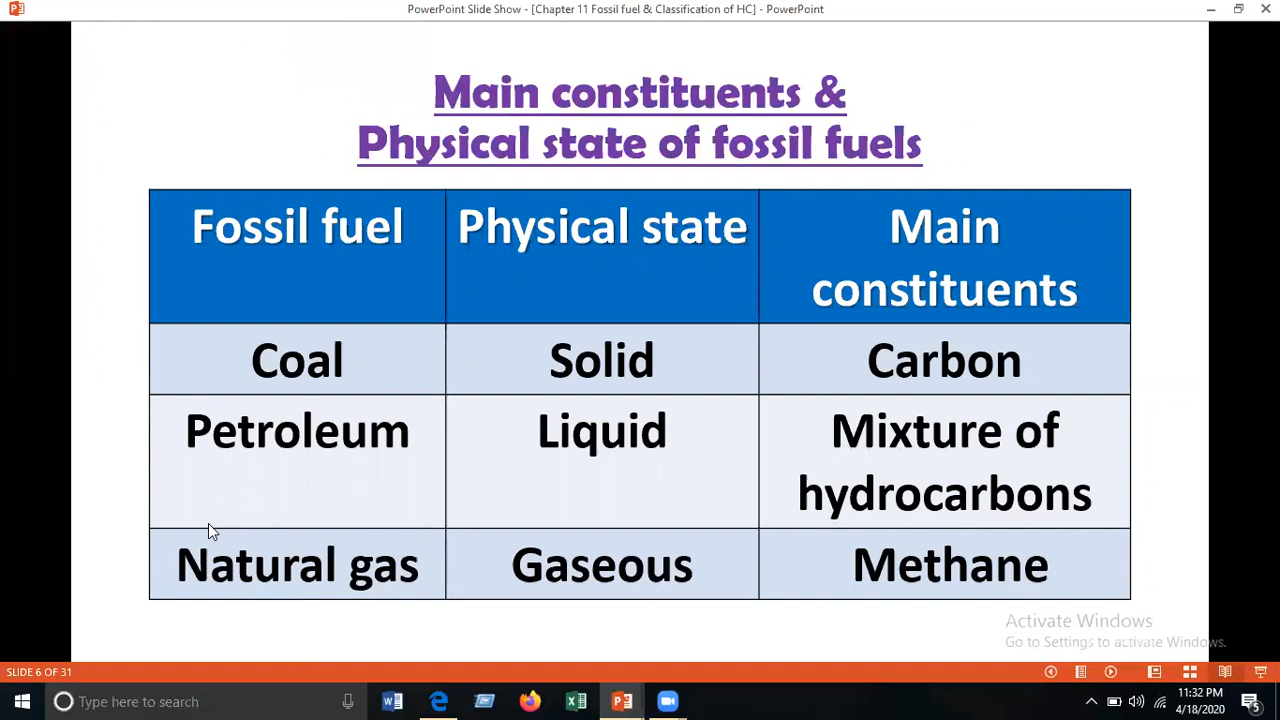 PowerPoint Slide Show - [Chapter 11 Fossil fuel & Classification of HC] - PowerPoint
Main constituents &
Physical state of fossil fuels
Fossil fuel
Physical state
Main
constituents
Coal
Solid
Carbon
Petroleum
Liquid
Mixture of
hydrocarbons
Natural gas
Gaseous
Methane
Activate Windows
Go to Settings to activate Windows.
SLIDE 6 OF 31
Type here to search
11:32 PM
4/18/2020
5